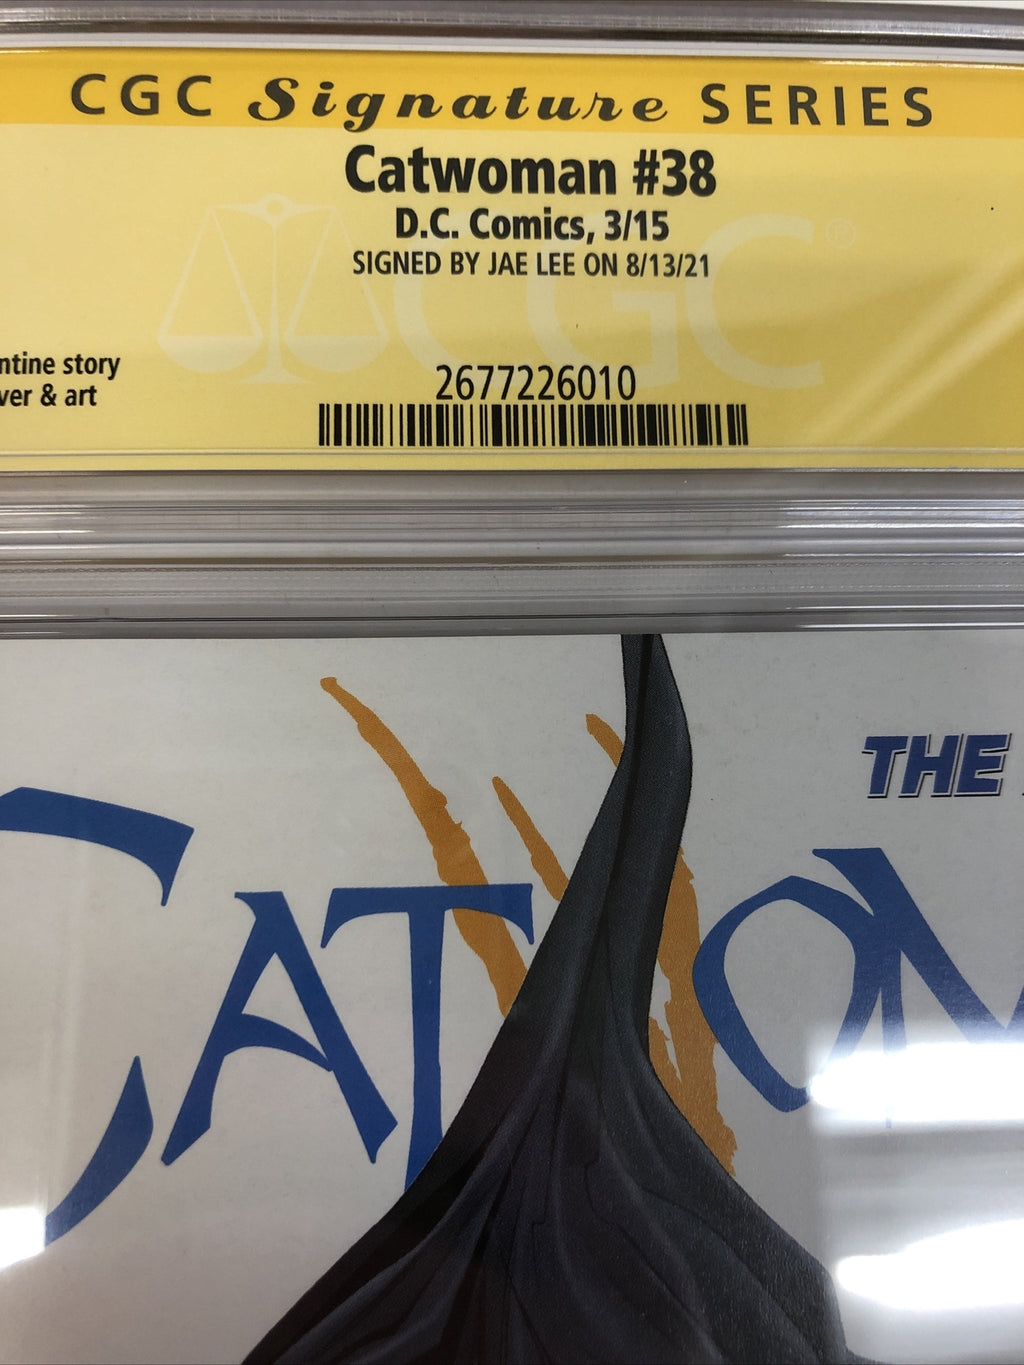 CGC Signature SERIES
Catwoman #38
D.C. Comics, 3/15
SIGNED BY JAE LEE ON 8/13/21
CGC®
ntine story
ver & art
2677226010
THE
CATWOM